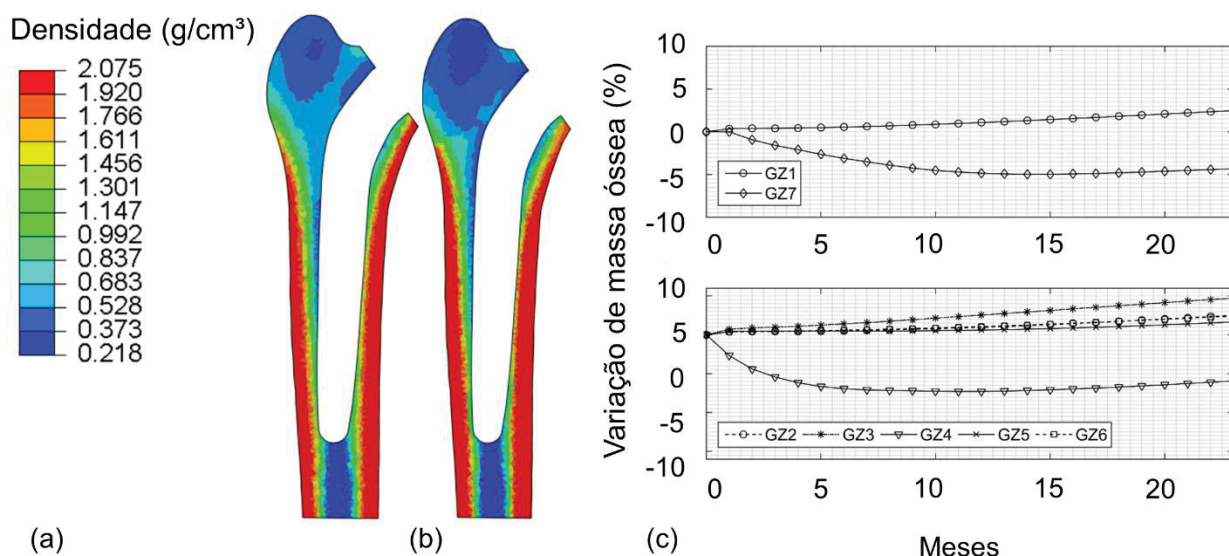 Densidade (g/cm³)
2.075
1.920
1.766
1.611
1.456
1.301
1.147
0.992
0.837
0.683
0.528
0.373
0.218
(a)
(b)
Variação de massa óssea (%)
10
5
0
-5
-10
GZ1
GZ7
0 5 10 15 20
10
5
0
-5
-10
GZ2 GZ3 GZ4 GZ5 GZ6
0 5 10 15 20
(c)
Meses